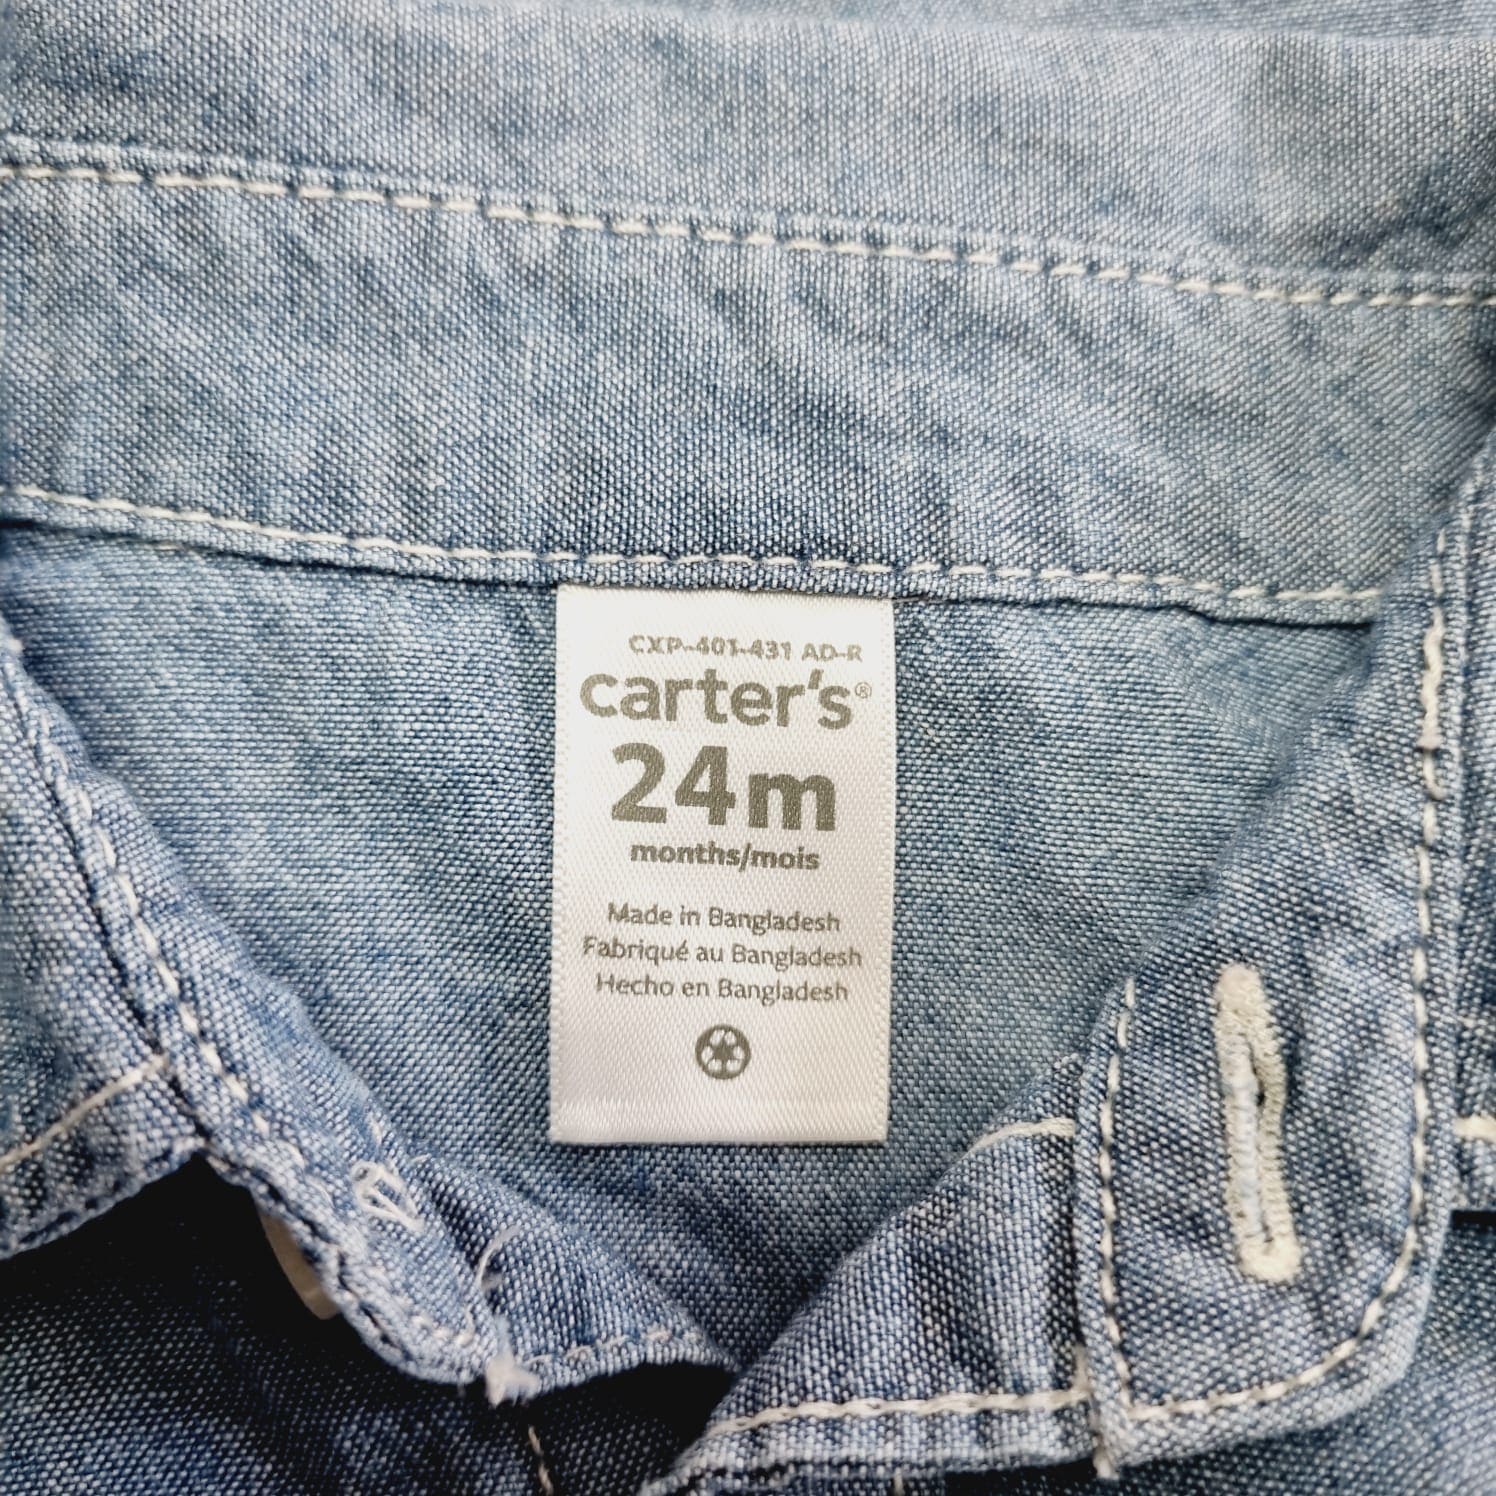 CXP-401-431 AD-R
carter's®
24m
months/mois
Made in Bangladesh
Fabriqué au Bangladesh
Hecho en Bangladesh